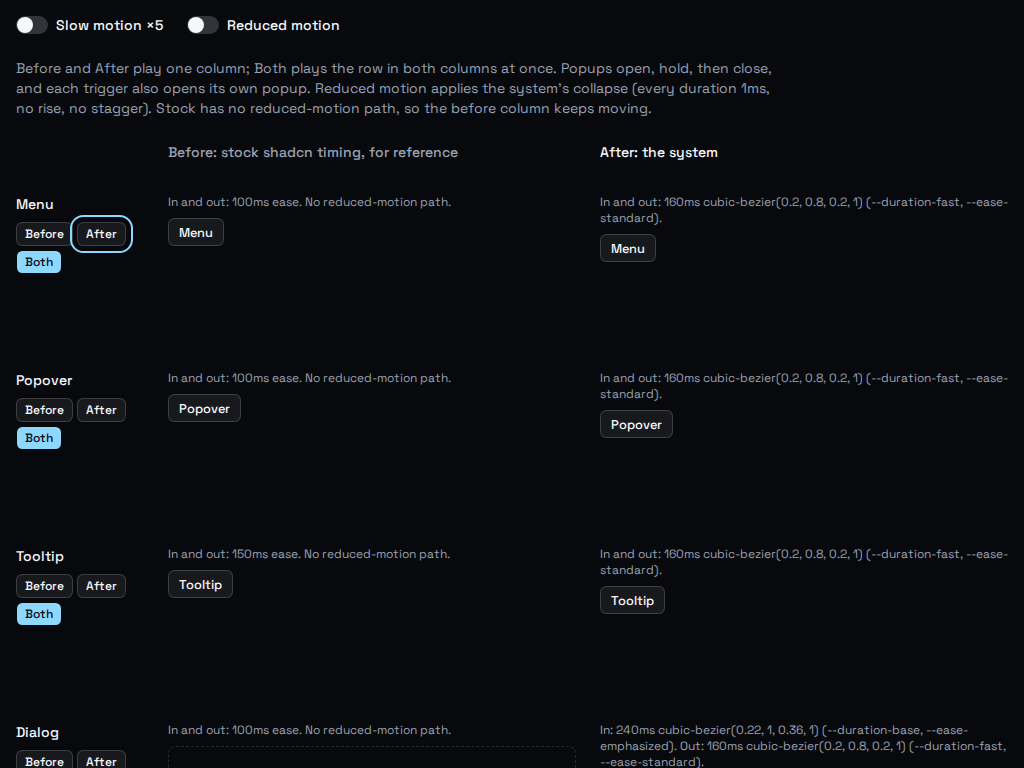 Slow motion ×5
Reduced motion
Before and After play one column; Both plays the row in both columns at once. Popups open, hold, then close,
and each trigger also opens its own popup. Reduced motion applies the system's collapse (every duration 1ms,
no rise, no stagger). Stock has no reduced-motion path, so the before column keeps moving.
Before: stock shadcn timing, for reference
After: the system
Menu
Before
After
Both
In and out: 100ms ease. No reduced-motion path.
Menu
In and out: 160ms cubic-bezier(0.2, 0.8, 0.2, 1) (--duration-fast, --ease-
standard).
Menu
Popover
Before
After
Both
In and out: 100ms ease. No reduced-motion path.
Popover
In and out: 160ms cubic-bezier(0.2, 0.8, 0.2, 1) (--duration-fast, --ease-
standard).
Popover
Tooltip
Before
After
Both
In and out: 150ms ease. No reduced-motion path.
Tooltip
In and out: 160ms cubic-bezier(0.2, 0.8, 0.2, 1) (--duration-fast, --ease-
standard).
Tooltip
Dialog
Before
After
In and out: 100ms ease. No reduced-motion path.
In: 240ms cubic-bezier(0.22, 1, 0.36, 1) (--duration-base, --ease-
emphasized). Out: 160ms cubic-bezier(0.2, 0.8, 0.2, 1) (--duration-fast,
--ease-standard).